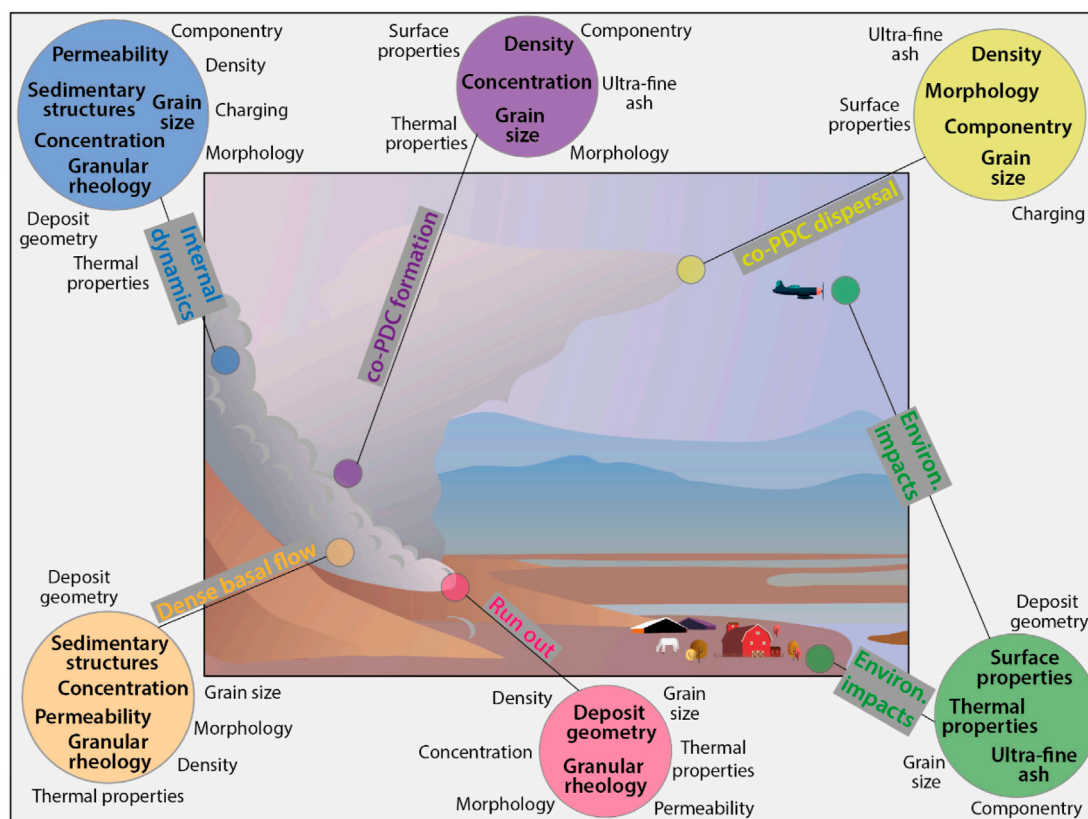 Componentry
Permeability
Density
Sedimentary
structures
Grain
size
Charging
Concentration
Morphology
Granular
rheology
Deposit
geometry
Thermal
properties
Internal
dynamics
Surface
properties
Density
Componentry
Concentration
Ultra-fine
ash
Grain
size
Thermal
properties
Morphology
co-PDC formation
Ultra-fine
ash
Density
Morphology
Surface
properties
Componentry
Grain
size
Charging
co-PDC dispersal
Environ.
impacts
Dense basal flow
Deposit
geometry
Sedimentary
structures
Concentration
Grain size
Permeability
Morphology
Granular
rheology
Density
Thermal properties
Run out
Density
Grain
size
Deposit
geometry
Concentration
Thermal
properties
Granular
rheology
Morphology
Permeability
Environ.
impacts
Deposit
geometry
Surface
properties
Thermal
properties
Ultra-fine
ash
Grain
size
Componentry